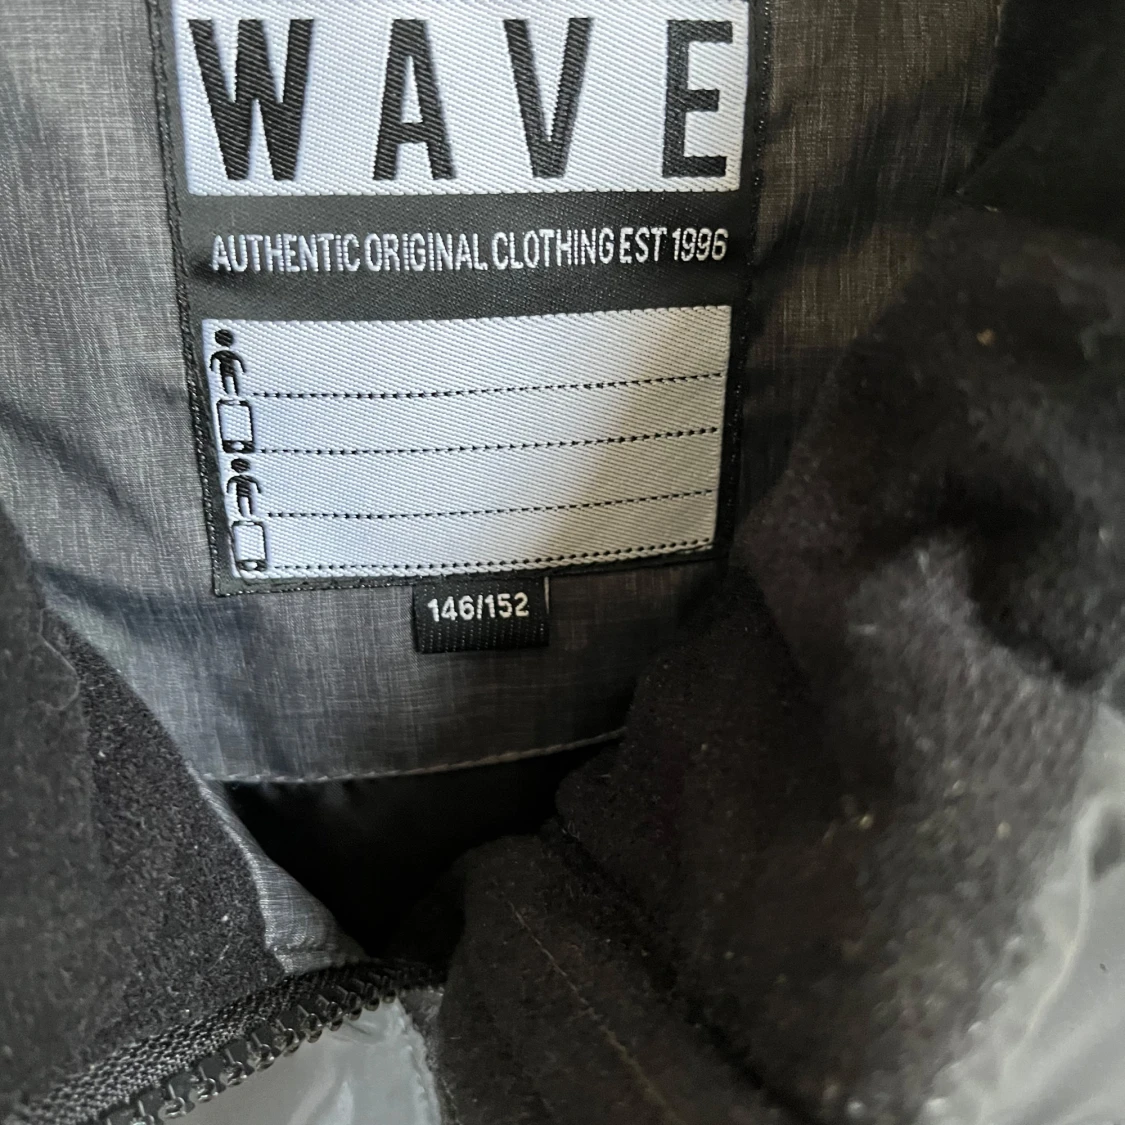 WAVE
AUTHENTIC ORIGINAL CLOTHING EST 1996
146/152